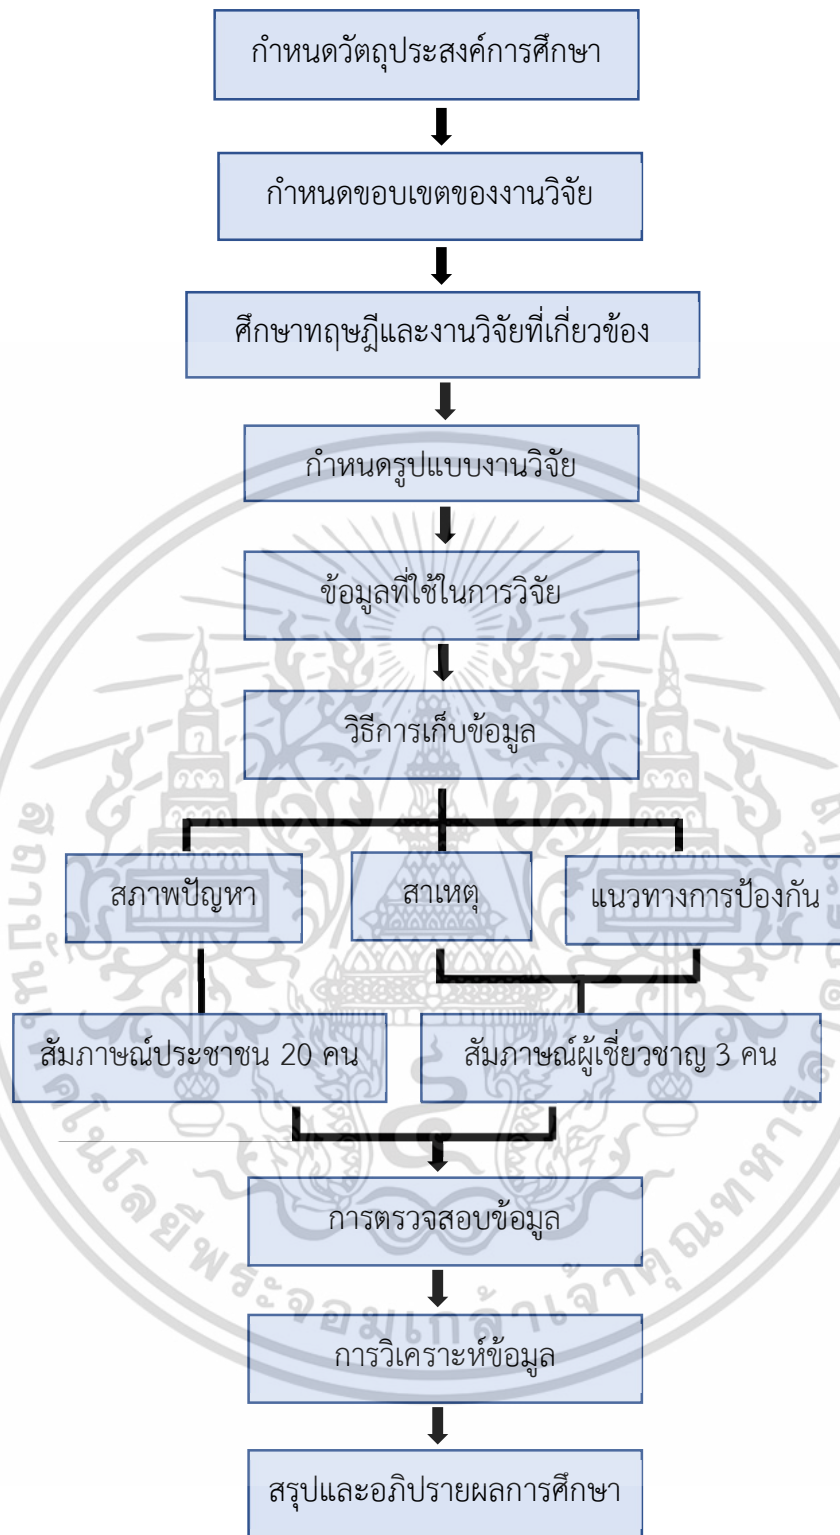 กำหนดวัตถุประสงค์การศึกษา
กำหนดขอบเขตของงานวิจัย
ศึกษาทฤษฎีและงานวิจัยที่เกี่ยวข้อง
กำหนดรูปแบบงานวิจัย
ข้อมูลที่ใช้ในการวิจัย
วิธีการเก็บข้อมูล
สภาพปัญหา
สาเหตุ
แนวทางการป้องกัน
สัมภาษณ์ประชาชน 20 คน
สัมภาษณ์ผู้เชี่ยวชาญ 3 คน
การตรวจสอบข้อมูล
การวิเคราะห์ข้อมูล
สรุปและอภิปรายผลการศึกษา